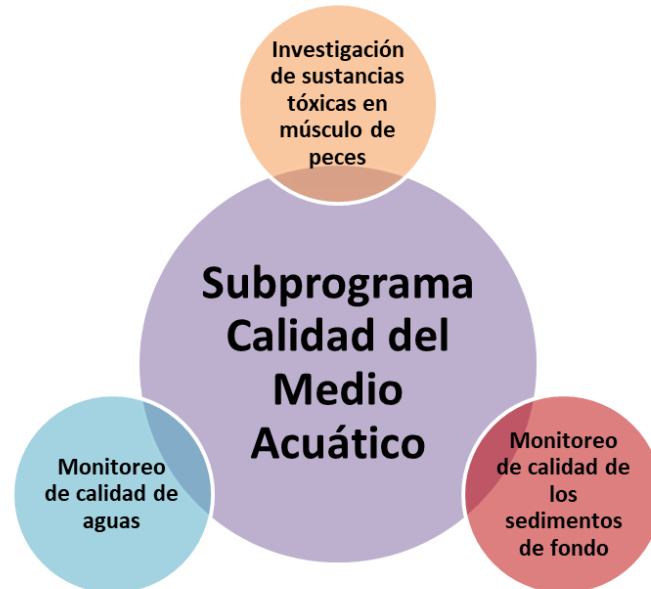 Investigación
de sustancias
tóxicas en
músculo de
peces
Subprograma
Calidad del
Medio
Acuático
Monitoreo
de calidad de
aguas
Monitoreo
de calidad de
los
sedimentos
de fondo